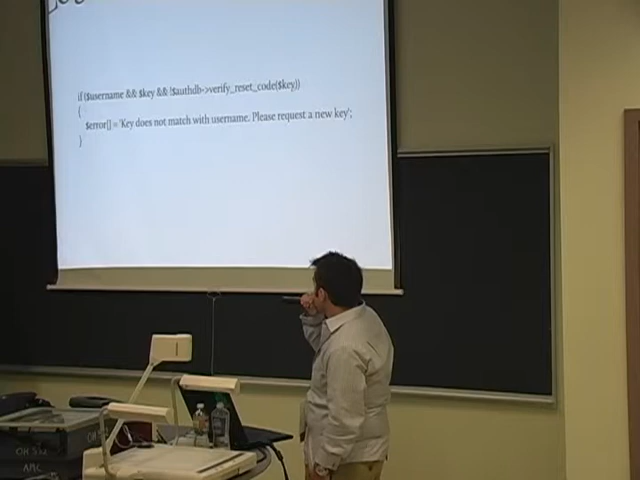 if ($username && $key && !$authdb->verify_reset_code($key))
{
$error[] = 'Key does not match with username. Please request a new key';
}